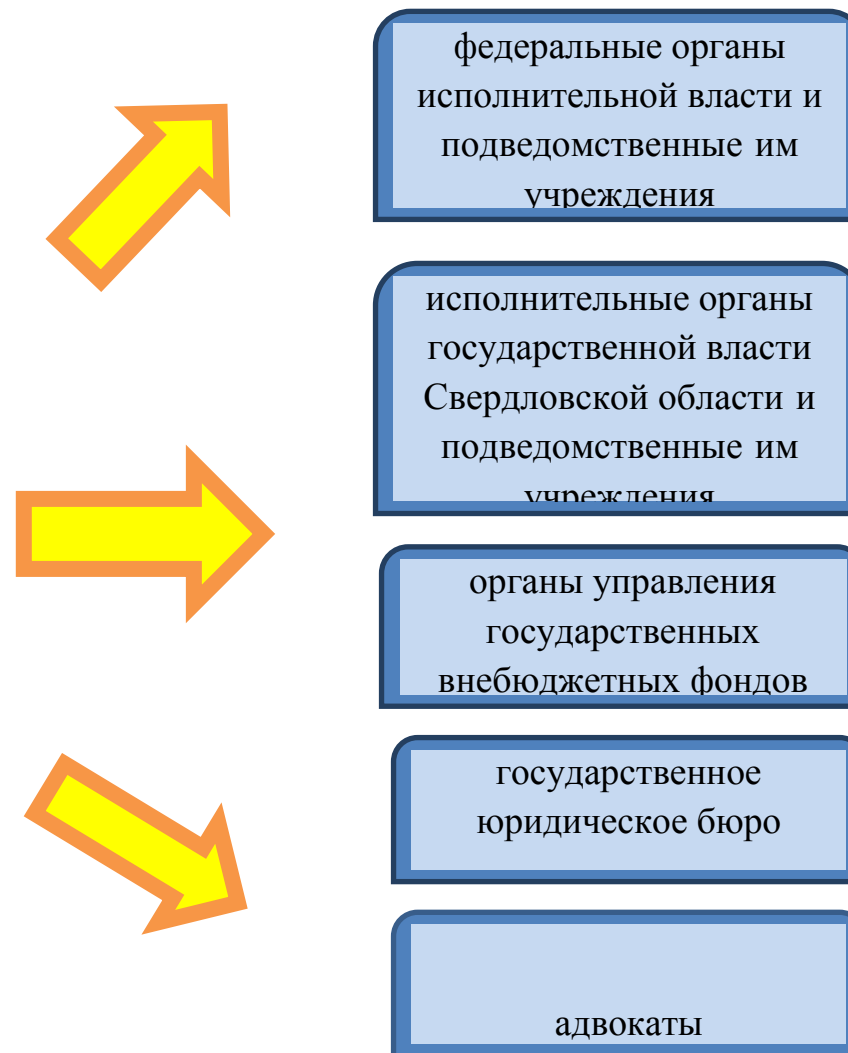 федеральные органы
исполнительной власти и
подведомственные им
учреждения
исполнительные органы
государственной власти
Свердловской области и
подведомственные им
учреждения
органы управления
государственных
внебюджетных фондов
государственное
юридическое бюро
адвокаты